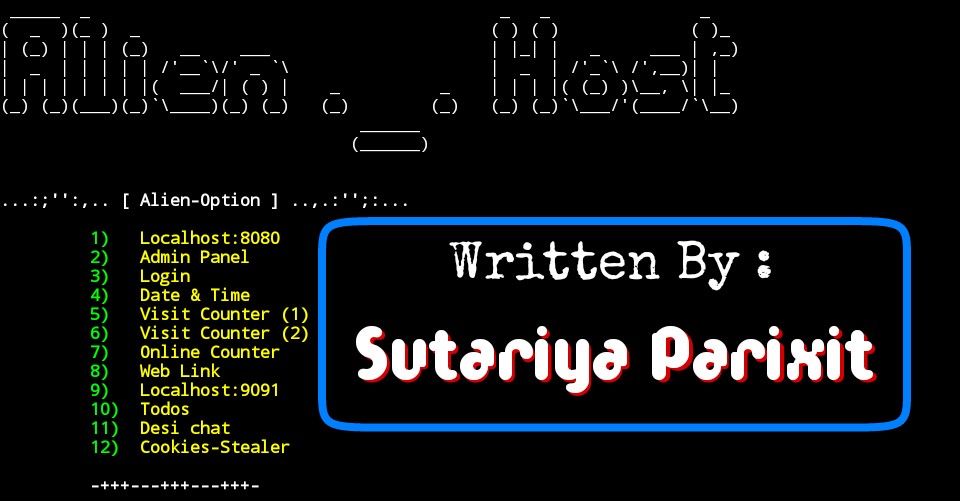 Alien ._. Host
...:;'':,.. [ Alien-Option ] ..,.:'';:...
1) Localhost:8080
2) Admin Panel
3) Login
4) Date & Time
5) Visit Counter (1)
6) Visit Counter (2)
7) Online Counter
8) Web Link
9) Localhost:9091
10) Todos
11) Desi chat
12) Cookies-Stealer
-+++---+++---+++-
Written By :
Sutariya Parixit